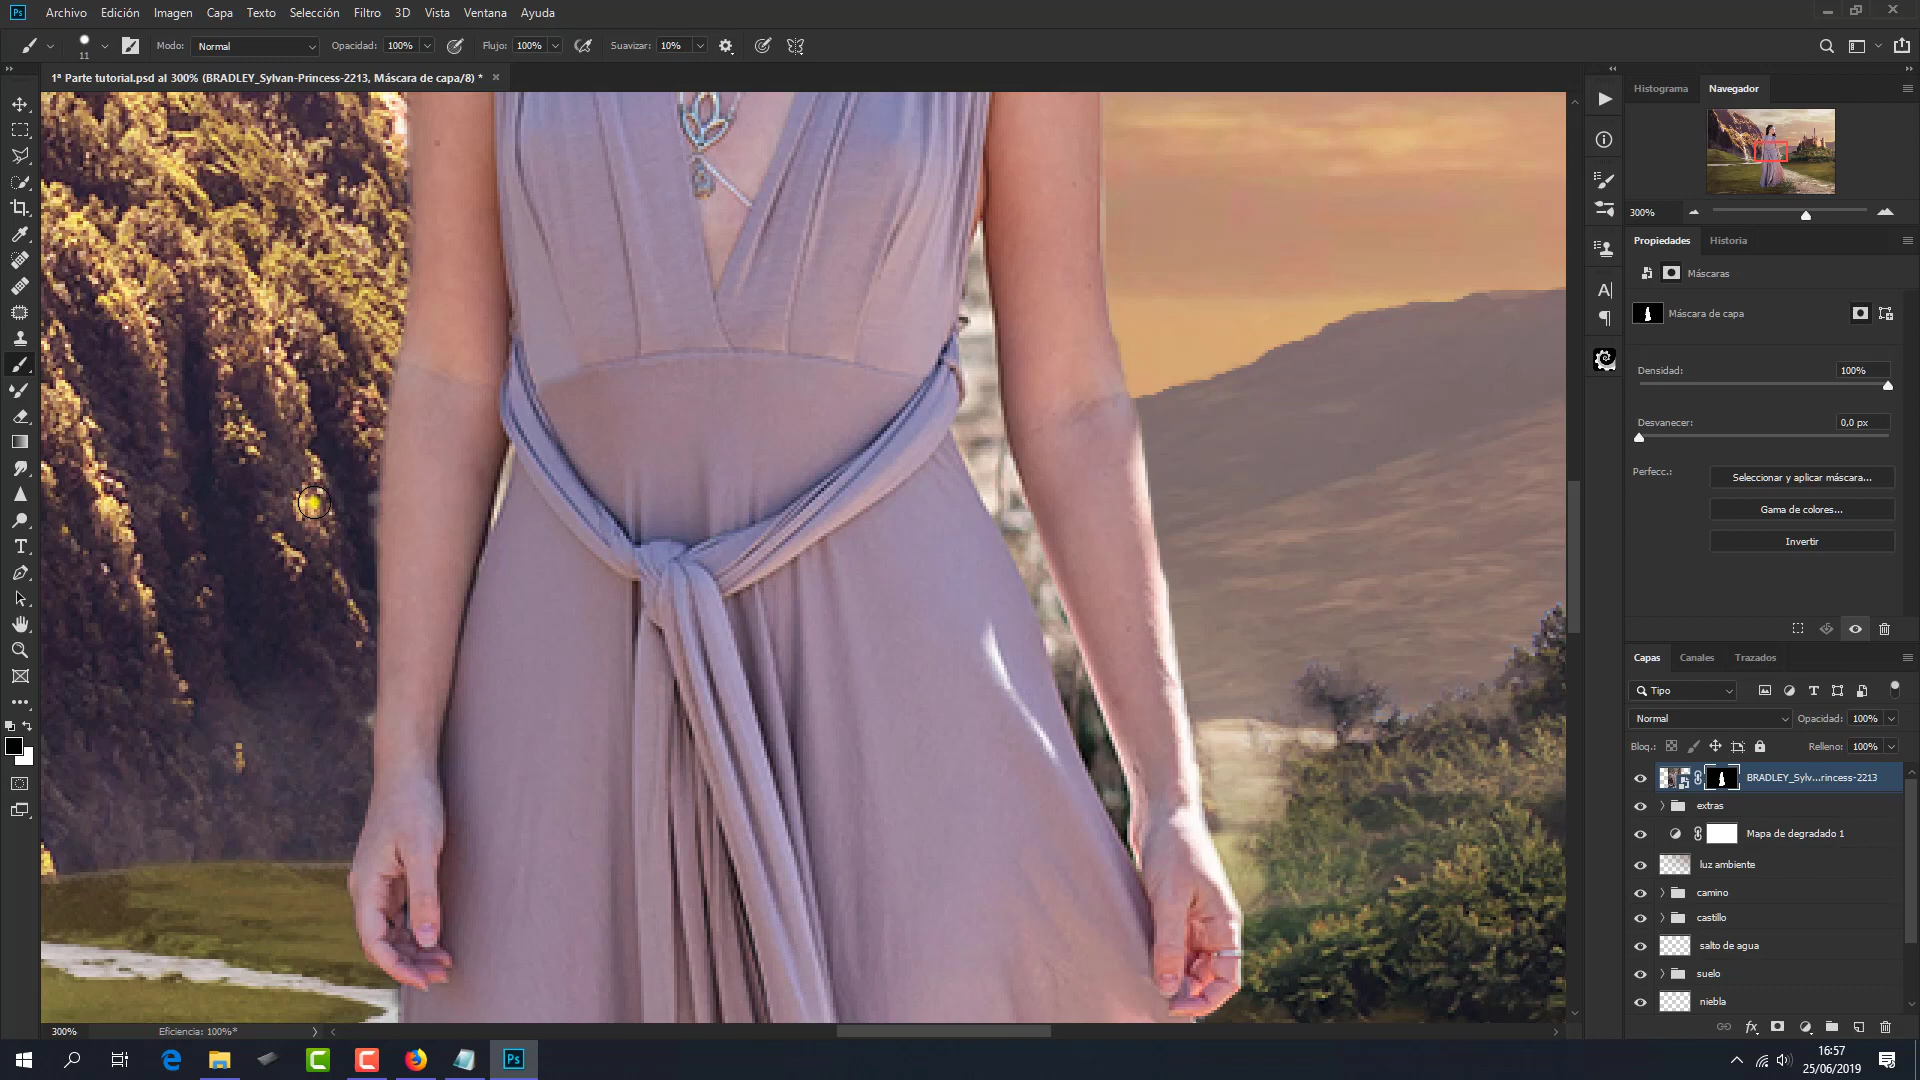 Ps Archivo Edición Imagen Capa Texto Selección Filtro 3D Vista Ventana Ayuda
11 Modo: Normal Opacidad: 100% Flujo: 100% Suavizar: 10%
1ª Parte tutorial.psd al 300% (BRADLEY_Sylvan-Princess-2213, Máscara de capa/8) *
Histograma Navegador
300%
Propiedades Historia
Máscaras
Máscara de capa
Densidad: 100%
Desvanecer: 0,0 px
Perfecc.: Seleccionar y aplicar máscara...
Gama de colores...
Invertir
Capas Canales Trazados
Tipo
Normal Opacidad: 100%
Bloq.: Relleno: 100%
BRADLEY_Sylv...rincess-2213
extras
Mapa de degradado 1
luz ambiente
camino
castillo
salto de agua
suelo
niebla
300% Eficiencia: 100%*
16:57
25/06/2019